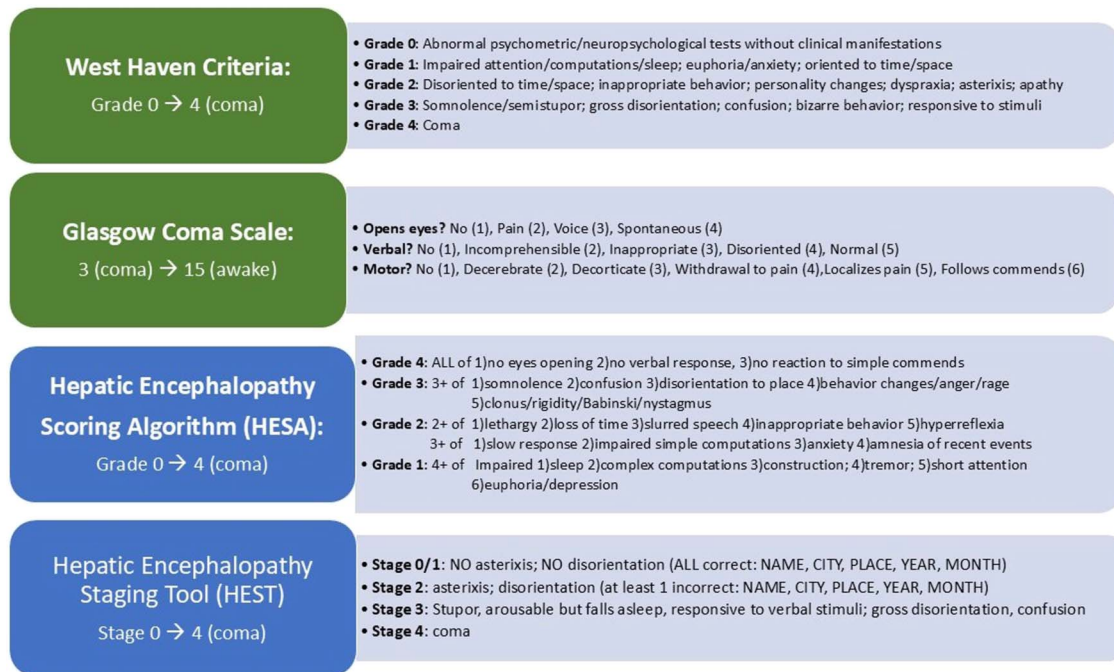 West Haven Criteria:
Grade 0 → 4 (coma)
• Grade 0: Abnormal psychometric/neuropsychological tests without clinical manifestations
• Grade 1: Impaired attention/computations/sleep; euphoria/anxiety; oriented to time/space
• Grade 2: Disoriented to time/space; inappropriate behavior; personality changes; dyspraxia; asterixis; apathy
• Grade 3: Somnolence/semistupor; gross disorientation; confusion; bizarre behavior; responsive to stimuli
• Grade 4: Coma
Glasgow Coma Scale:
3 (coma) → 15 (awake)
• Opens eyes? No (1), Pain (2), Voice (3), Spontaneous (4)
• Verbal? No (1), Incomprehensible (2), Inappropriate (3), Disoriented (4), Normal (5)
• Motor? No (1), Decerebrate (2), Decorticate (3), Withdrawal to pain (4),Localizes pain (5), Follows commends (6)
Hepatic Encephalopathy
Scoring Algorithm (HESA):
Grade 0 → 4 (coma)
• Grade 4: ALL of 1)no eyes opening 2)no verbal response, 3)no reaction to simple commends
• Grade 3: 3+ of 1)somnolence 2)confusion 3)disorientation to place 4)behavior changes/anger/rage
5)clonus/rigidity/Babinski/nystagmus
• Grade 2: 2+ of 1)lethargy 2)loss of time 3)slurred speech 4)inappropriate behavior 5)hyperreflexia
3+ of 1)slow response 2)impaired simple computations 3)anxiety 4)amnesia of recent events
• Grade 1: 4+ of Impaired 1)sleep 2)complex computations 3)construction; 4)tremor; 5)short attention
6)euphoria/depression
Hepatic Encephalopathy
Staging Tool (HEST)
Stage 0 → 4 (coma)
• Stage 0/1: NO asterixis; NO disorientation (ALL correct: NAME, CITY, PLACE, YEAR, MONTH)
• Stage 2: asterixis; disorientation (at least 1 incorrect: NAME, CITY, PLACE, YEAR, MONTH)
• Stage 3: Stupor, arousable but falls asleep, responsive to verbal stimuli; gross disorientation, confusion
• Stage 4: coma